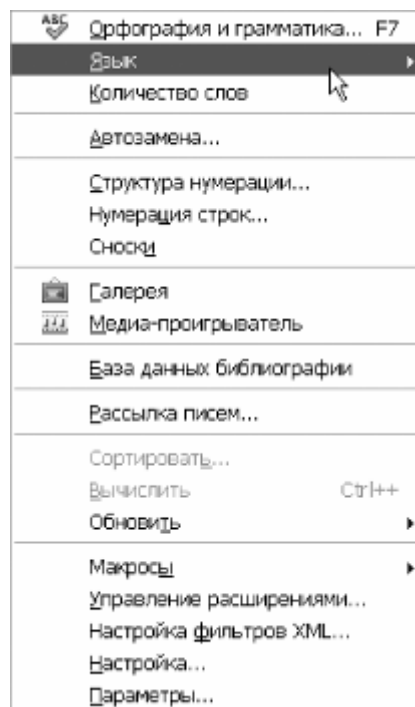 ABC
Орфография и грамматика... F7
Язык
Количество слов
Автозамена...
Структура нумерации...
Нумерация строк...
Сноски
Галерея
Медиа-проигрыватель
База данных библиографии
Рассылка писем...
Сортировать...
Вычислить Ctrl++
Обновить
Макросы
Управление расширениями...
Настройка фильтров XML...
Настройка...
Параметры...